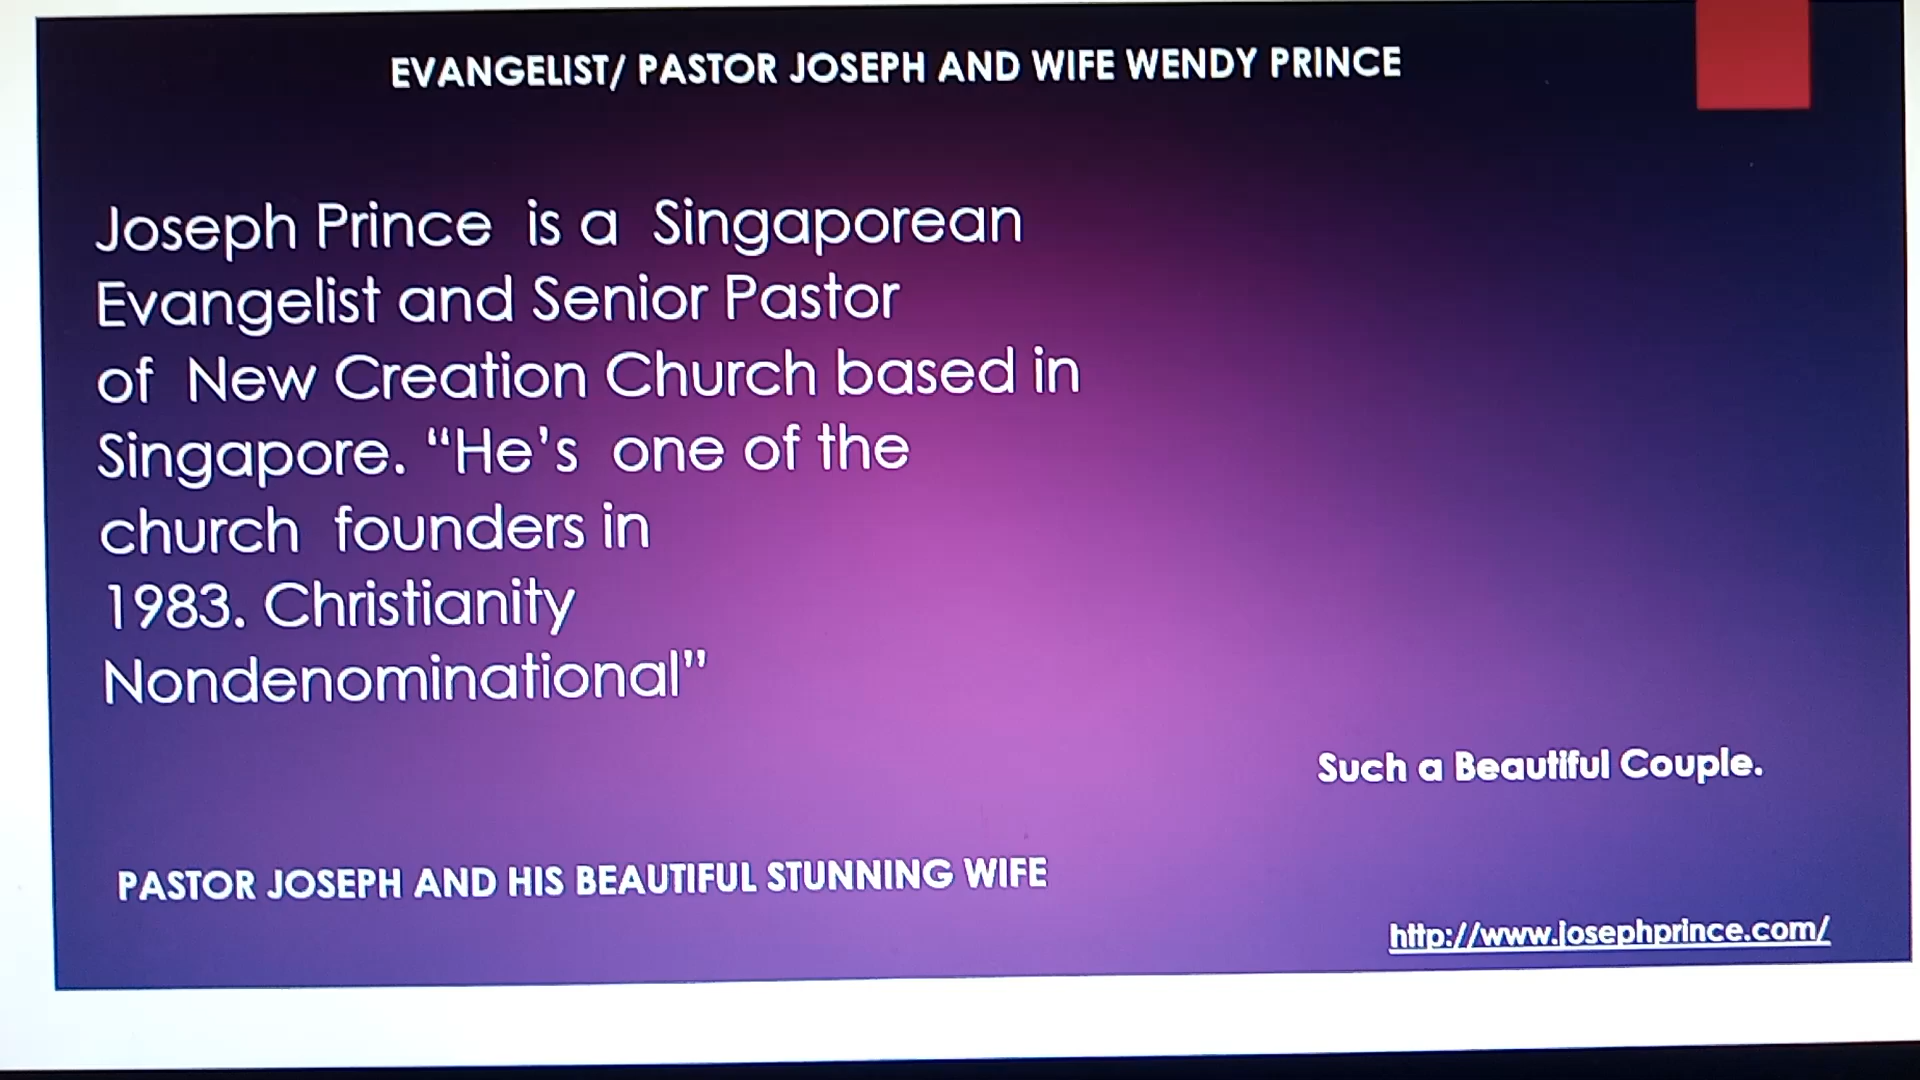 EVANGELIST/ PASTOR JOSEPH AND WIFE WENDY PRINCE
Joseph Prince is a Singaporean
Evangelist and Senior Pastor
of New Creation Church based in
Singapore. “He’s one of the
church founders in
1983. Christianity
Nondenominational”
Such a Beautiful Couple.
PASTOR JOSEPH AND HIS BEAUTIFUL STUNNING WIFE
http://www.josephprince.com/